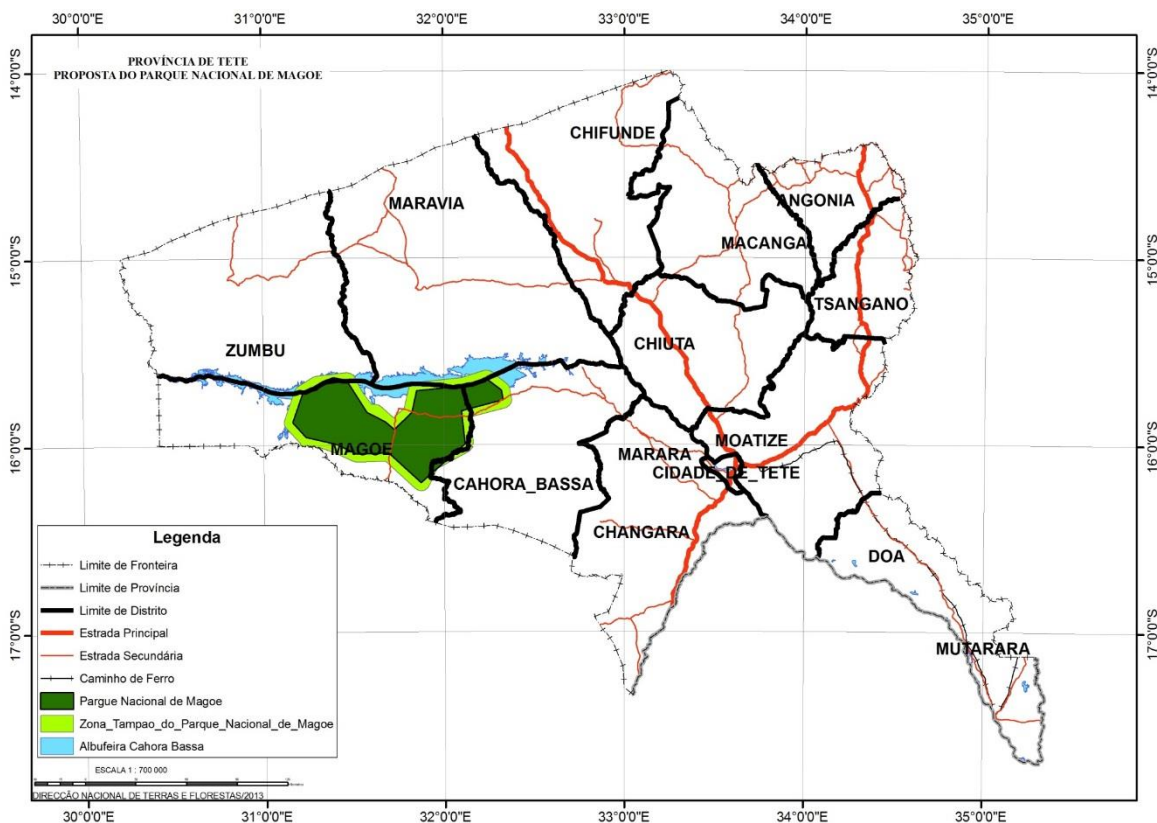 30°0'0"E 31°0'0"E 32°0'0"E 33°0'0"E 34°0'0"E 35°0'0"E
PROVÍNCIA DE TETE
PROPOSTA DO PARQUE NACIONAL DE MAGOE
14°0'0"S
14°0'0"S
CHIFUNDE
MARAVIA
ANGONIA
MACANGA
15°0'0"S
15°0'0"S
TSANGANO
ZUMBU
CHIUTA
MOATIZE
16°0'0"S
MAGOE
MARARA
16°0'0"S
CIDADE_DE_TETE
CAHORA_BASSA
CHANGARA
DOA
17°0'0"S
17°0'0"S
MUTARARA
Legenda
Limite de Fronteira
Limite de Província
Limite de Distrito
Estrada Principal
Estrada Secundária
Caminho de Ferro
Pargue Nacional de Magoe
Zona_Tampao_do_Parque_Nacional_de_Magoe
Albufeira Cahora Bassa
ESCALA 1 : 700 000
DIRECÇÃO NACIONAL DE TERRAS E FLORESTAS/2013
30°0'0"E 31°0'0"E 32°0'0"E 33°0'0"E 34°0'0"E 35°0'0"E